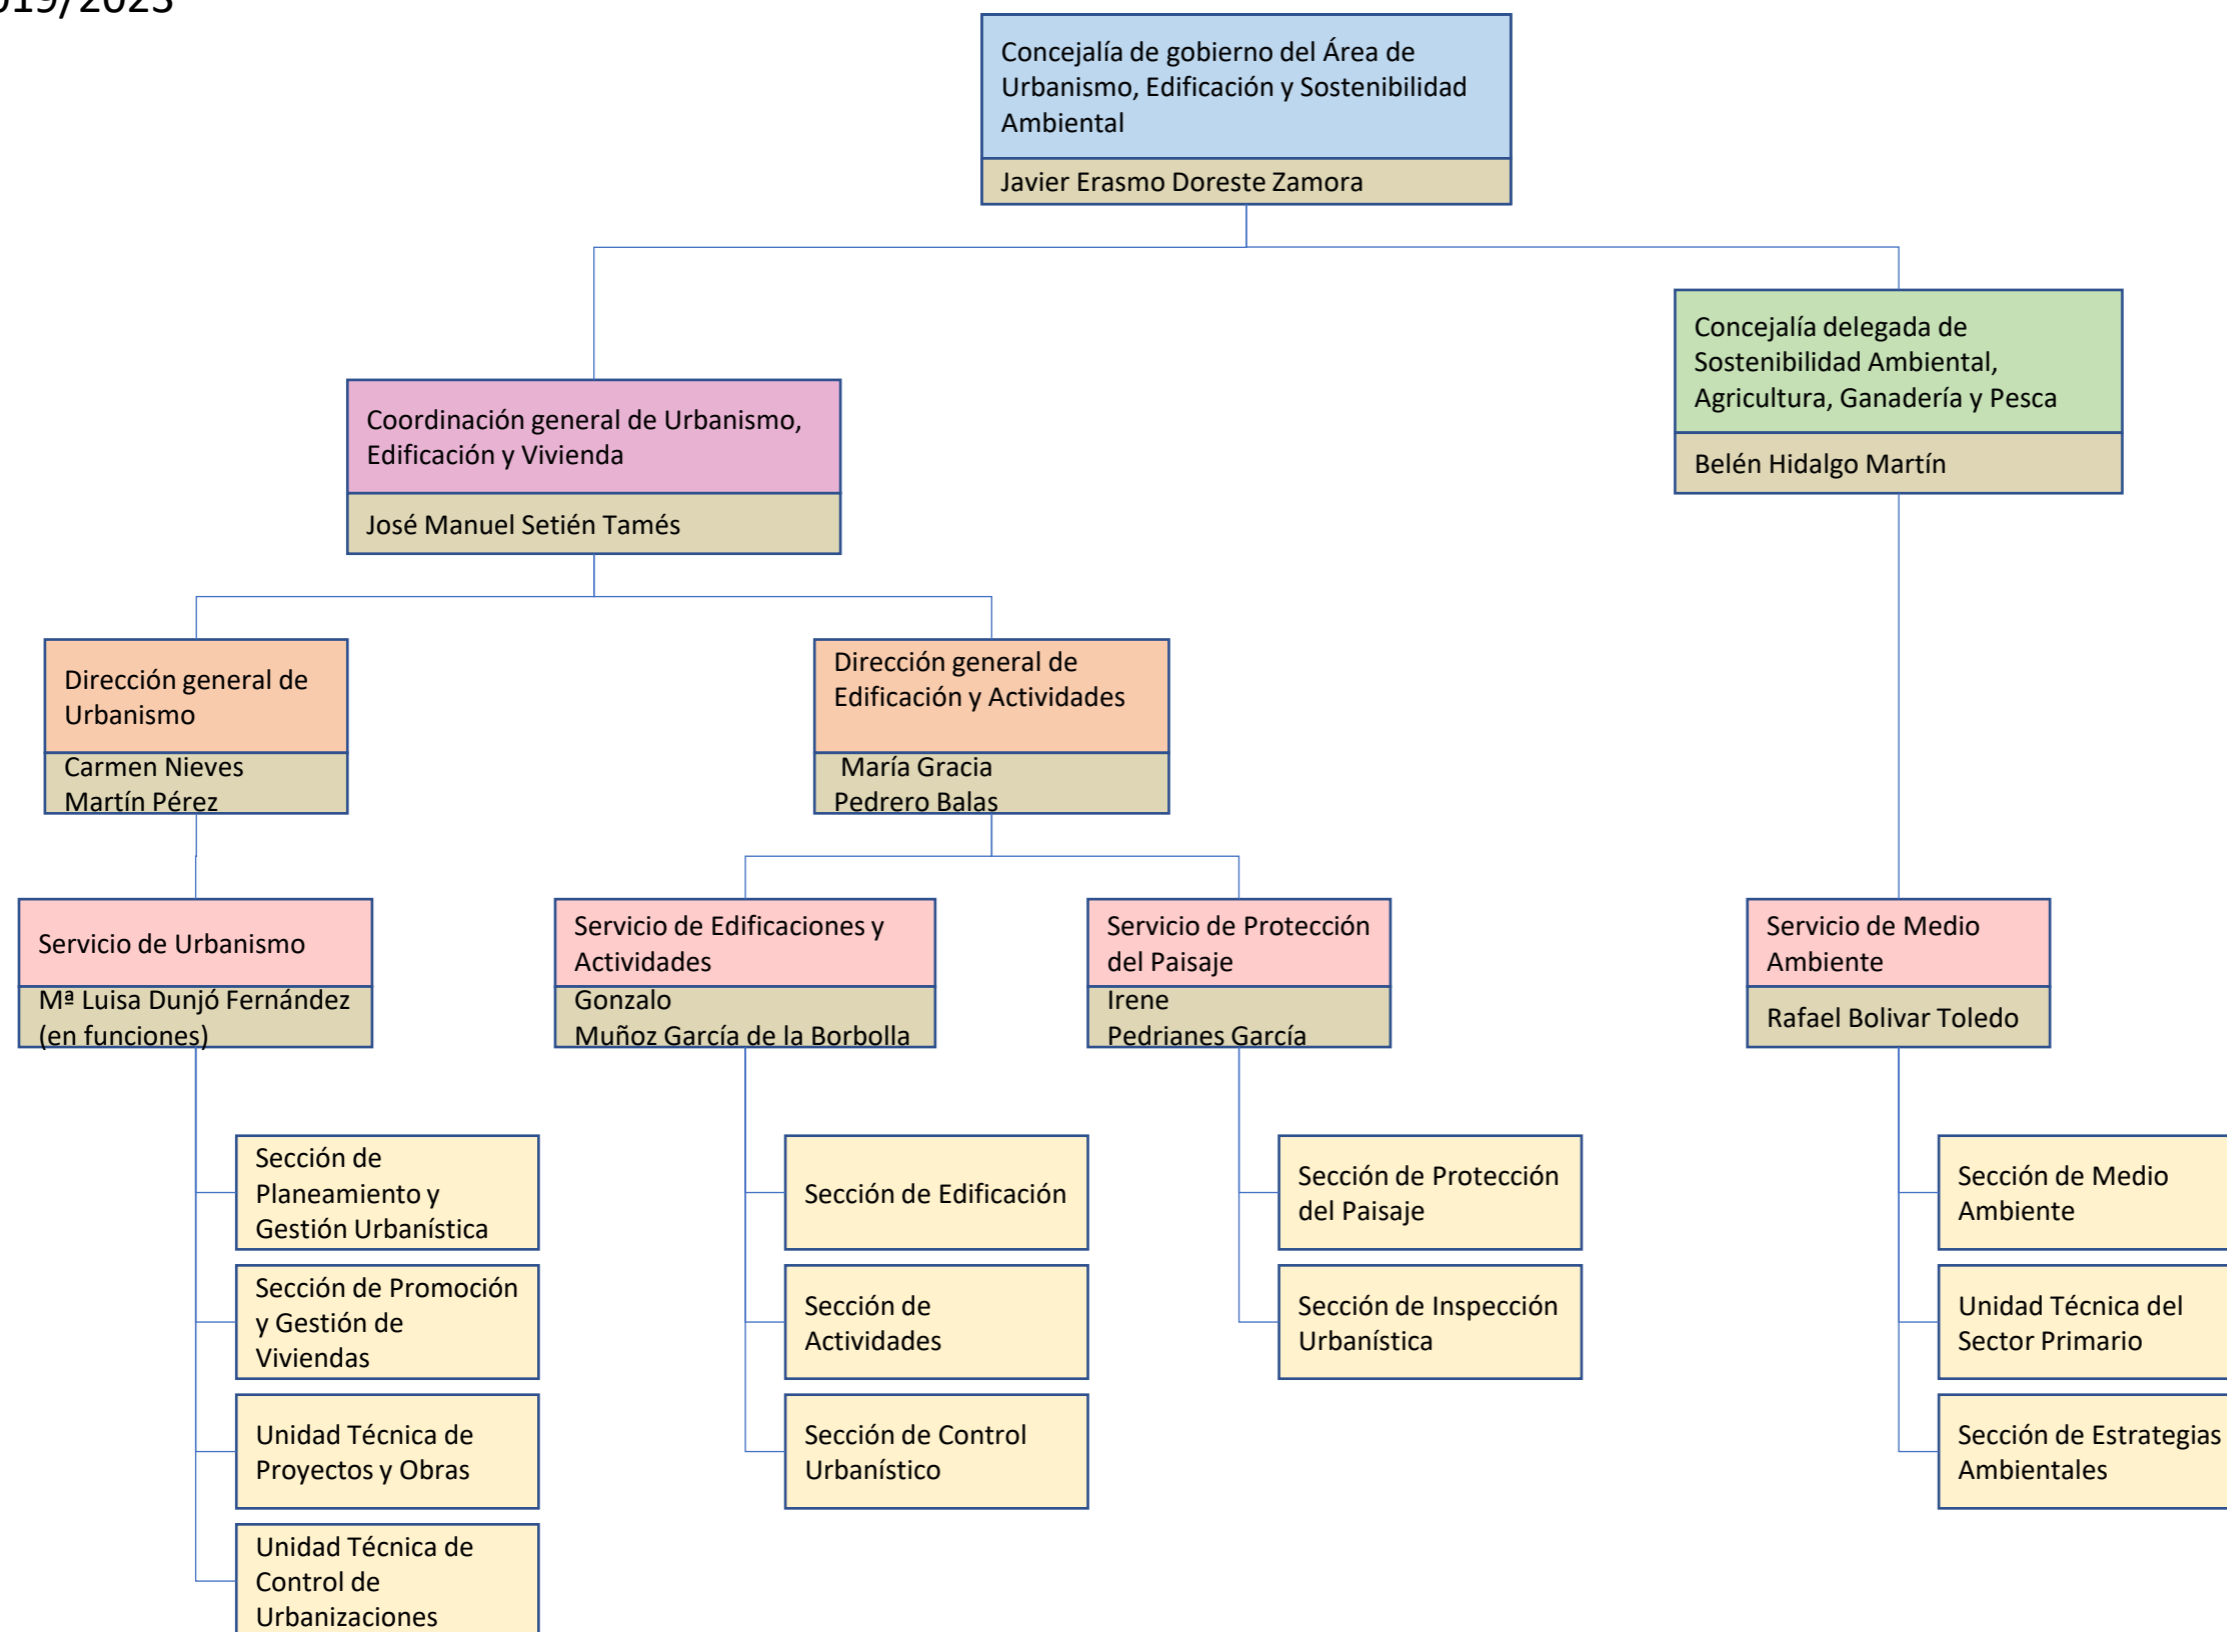 019/2023
Concejalía de gobierno del Área de
Urbanismo, Edificación y Sostenibilidad
Ambiental
Javier Erasmo Doreste Zamora
Concejalía delegada de
Sostenibilidad Ambiental,
Agricultura, Ganadería y Pesca
Belén Hidalgo Martín
Coordinación general de Urbanismo,
Edificación y Vivienda
José Manuel Setién Tamés
Dirección general de
Urbanismo
Carmen Nieves
Martín Pérez
Dirección general de
Edificación y Actividades
María Gracia
Pedrero Balas
Servicio de Urbanismo
Mª Luisa Dunjó Fernández
(en funciones)
Servicio de Edificaciones y
Actividades
Gonzalo
Muñoz García de la Borbolla
Servicio de Protección
del Paisaje
Irene
Pedrianes García
Servicio de Medio
Ambiente
Rafael Bolivar Toledo
Sección de
Planeamiento y
Gestión Urbanística
Sección de Promoción
y Gestión de
Viviendas
Unidad Técnica de
Proyectos y Obras
Unidad Técnica de
Control de
Urbanizaciones
Sección de Edificación
Sección de
Actividades
Sección de Control
Urbanístico
Sección de Protección
del Paisaje
Sección de Inspección
Urbanística
Sección de Medio
Ambiente
Unidad Técnica del
Sector Primario
Sección de Estrategias
Ambientales